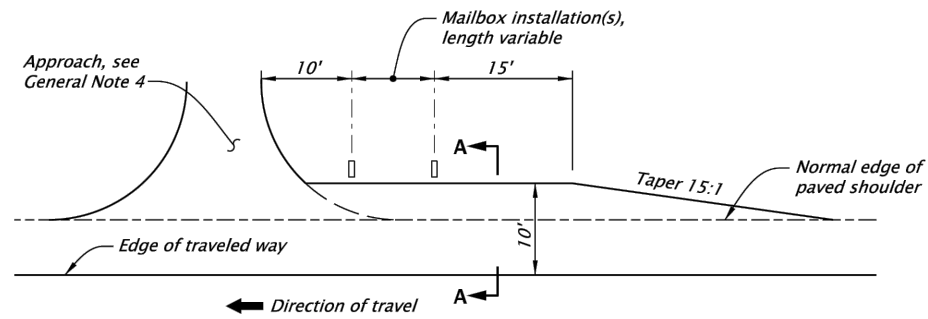 Mailbox installation(s),
length variable
Approach, see
General Note 4
10'
15'
A
Taper 15:1
Normal edge of
paved shoulder
10'
Edge of traveled way
A
Direction of travel